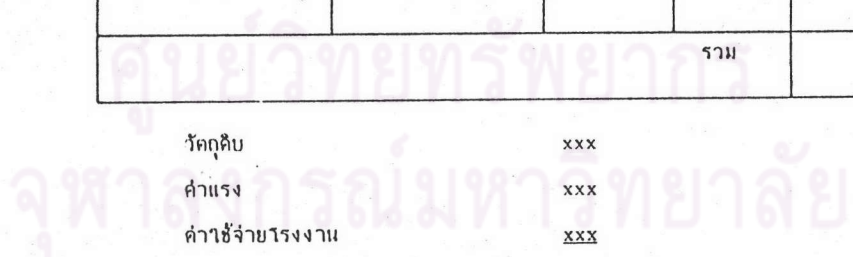 รวม
ศูนย์วิทยทรัพยากร
วัตถุดิบ xxx
จุฬาลงกรณ์มหาวิทยาลัย
ค่าแรง xxx
ค่าใช้จ่ายโรงงาน xxx